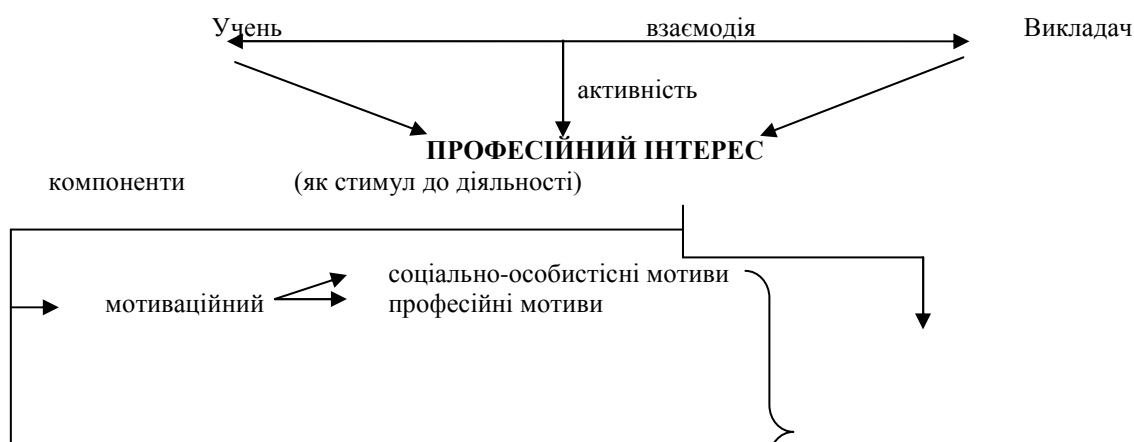 Учень взаємодія Викладач
активність
ПРОФЕСІЙНИЙ ІНТЕРЕС
компоненти (як стимул до діяльності)
соціально-особистісні мотиви
мотиваційний професійні мотиви